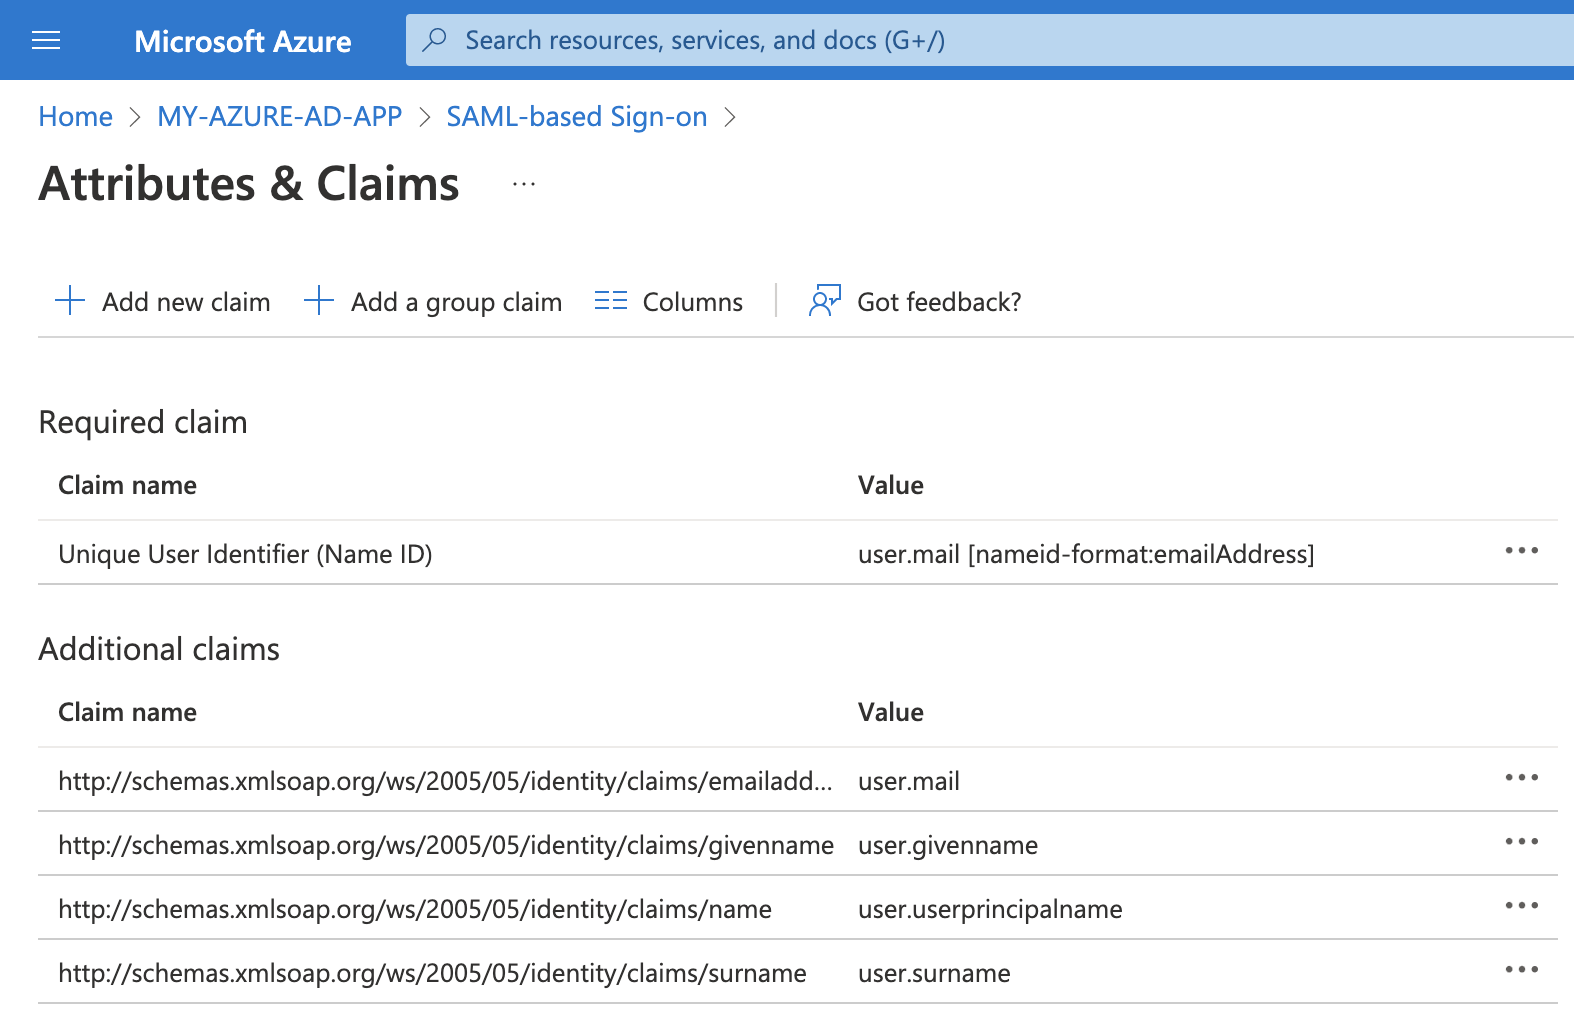 Microsoft Azure
Search resources, services, and docs (G+/)
Home > MY-AZURE-AD-APP > SAML-based Sign-on >
Attributes & Claims ...
Add new claim Add a group claim Columns Got feedback?
Required claim
Claim name Value
Unique User Identifier (Name ID) user.mail [nameid-format:emailAddress]
Additional claims
Claim name Value
http://schemas.xmlsoap.org/ws/2005/05/identity/claims/emailadd... user.mail
http://schemas.xmlsoap.org/ws/2005/05/identity/claims/givenname user.givenname
http://schemas.xmlsoap.org/ws/2005/05/identity/claims/name user.userprincipalname
http://schemas.xmlsoap.org/ws/2005/05/identity/claims/surname user.surname